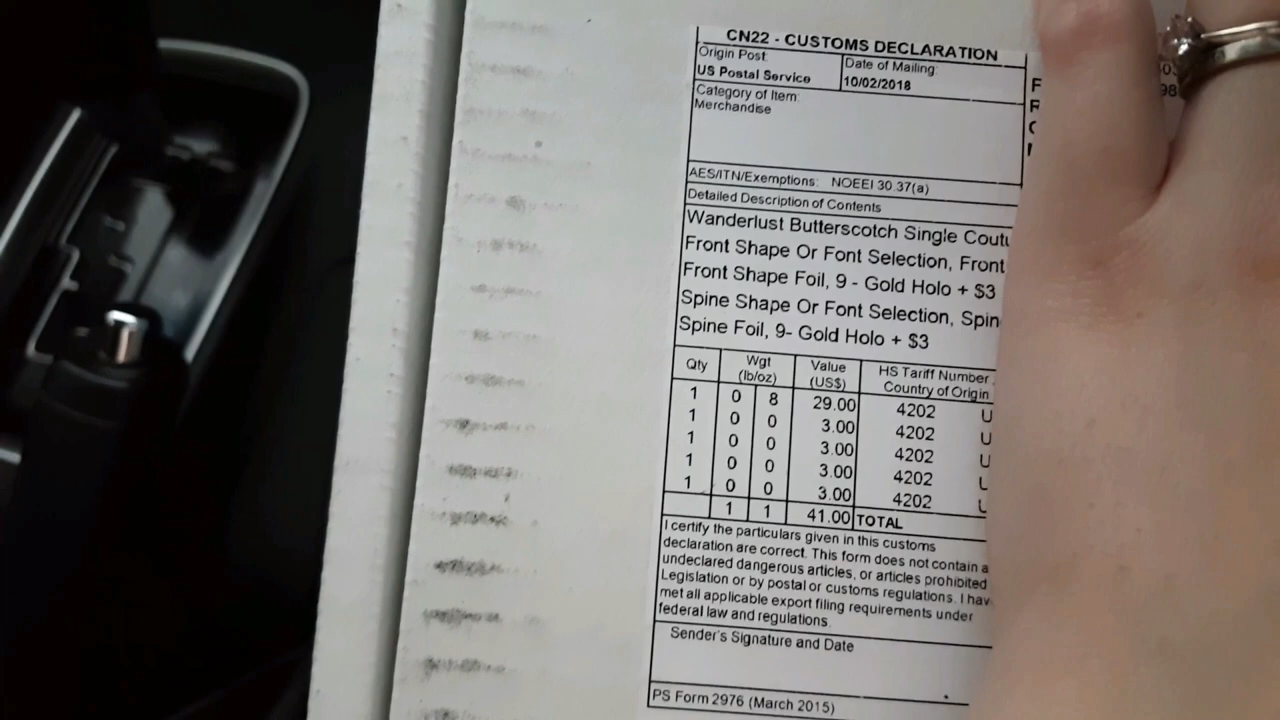 CN22 - CUSTOMS DECLARATION
Origin Post:
US Postal Service
Date of Mailing:
10/02/2018
Category of Item:
Merchandise
AES/ITN/Exemptions: NOEEI 30.37(a)
Detailed Description of Contents
Wanderlust Butterscotch Single
Front Shape Or Font Selection, Front
Front Shape Foil, 9 - Gold Holo + $3
Spine Shape Or Font Selection,
Spine Foil, 9- Gold Holo + $3
Qty Wgt (lb/oz) Value (US$) HS Tariff Number Country of Origin
1 0 8 29.00 4202 U
1 0 0 3.00 4202 U
1 0 0 3.00 4202 U
1 0 0 3.00 4202
1 0 0 3.00 4202
1 1 41.00 TOTAL
I certify the particulars given in this customs
declaration are correct. This form does not contain a
undeclared dangerous articles, or articles prohibited
Legislation or by postal or customs regulations. I
met all applicable export filing requirements under
federal law and regulations.
Sender's Signature and Date
PS Form 2976 (March 2015)